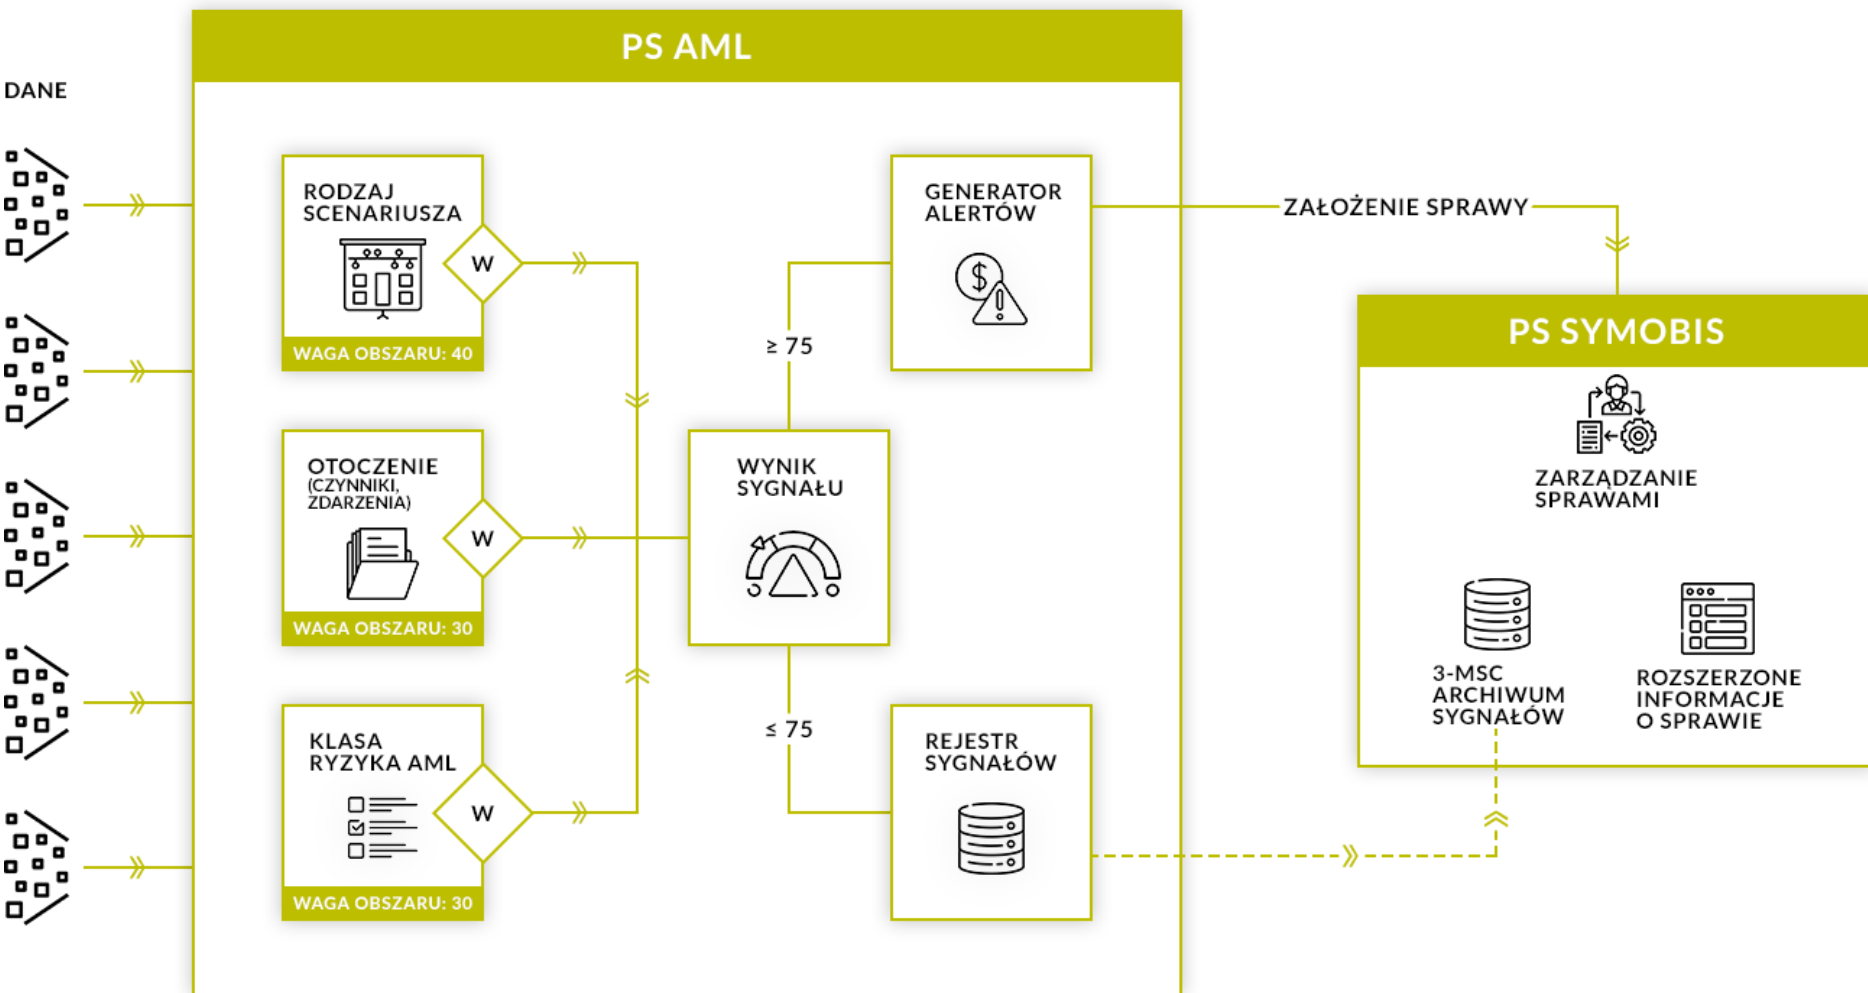 PS AML
DANE
RODZAJ
SCENARIUSZA
W
WAGA OBSZARU: 40
OTOCZENIE
(CZYNNIKI,
ZDARZENIA)
W
WAGA OBSZARU: 30
KLASA
RYZYKA AML
W
WAGA OBSZARU: 30
WYNIK
SYGNAŁU
≥ 75
≤ 75
GENERATOR
ALERTÓW
$
!
REJESTR
SYGNAŁÓW
ZAŁOŻENIE SPRAWY
PS SYMOBIS
ZARZĄDZANIE
SPRAWAMI
3-MSC
ARCHIWUM
SYGNAŁÓW
ROZSZERZONE
INFORMACJE
O SPRAWIE